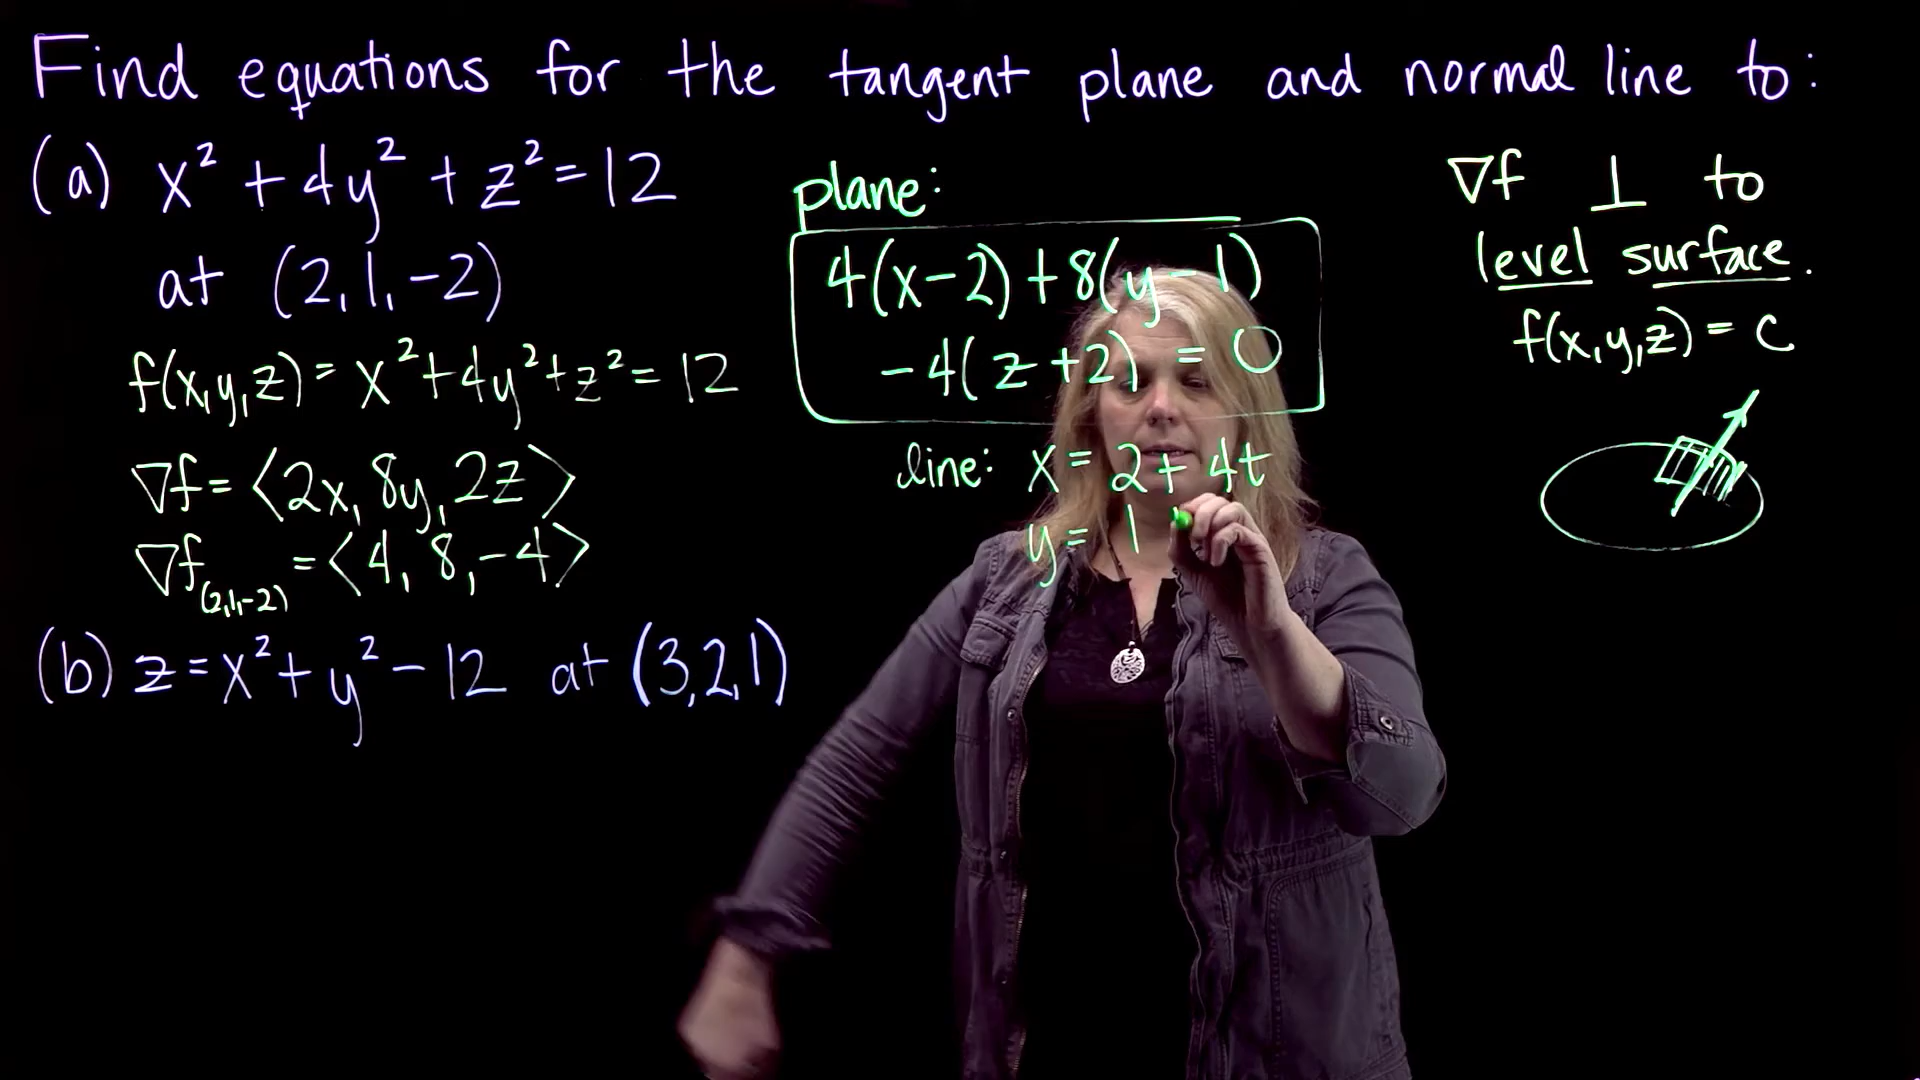 Find equations for the tangent plane and normal line to:
(a) x² + 4y² + z² = 12
at (2, 1, -2)
f(x,y,z) = x² + 4y² + z² = 12
∇f = ⟨2x, 8y, 2z⟩
∇f₍₂,₁,₋₂₎ = ⟨4, 8, -4⟩
(b) z = x² + y² - 12 at (3,2,1)
plane:
4(x-2) + 8(y-1)
-4(z+2) = 0
line: x = 2 + 4t
y = 1
∇f ⊥ to
level surface.
f(x,y,z) = c